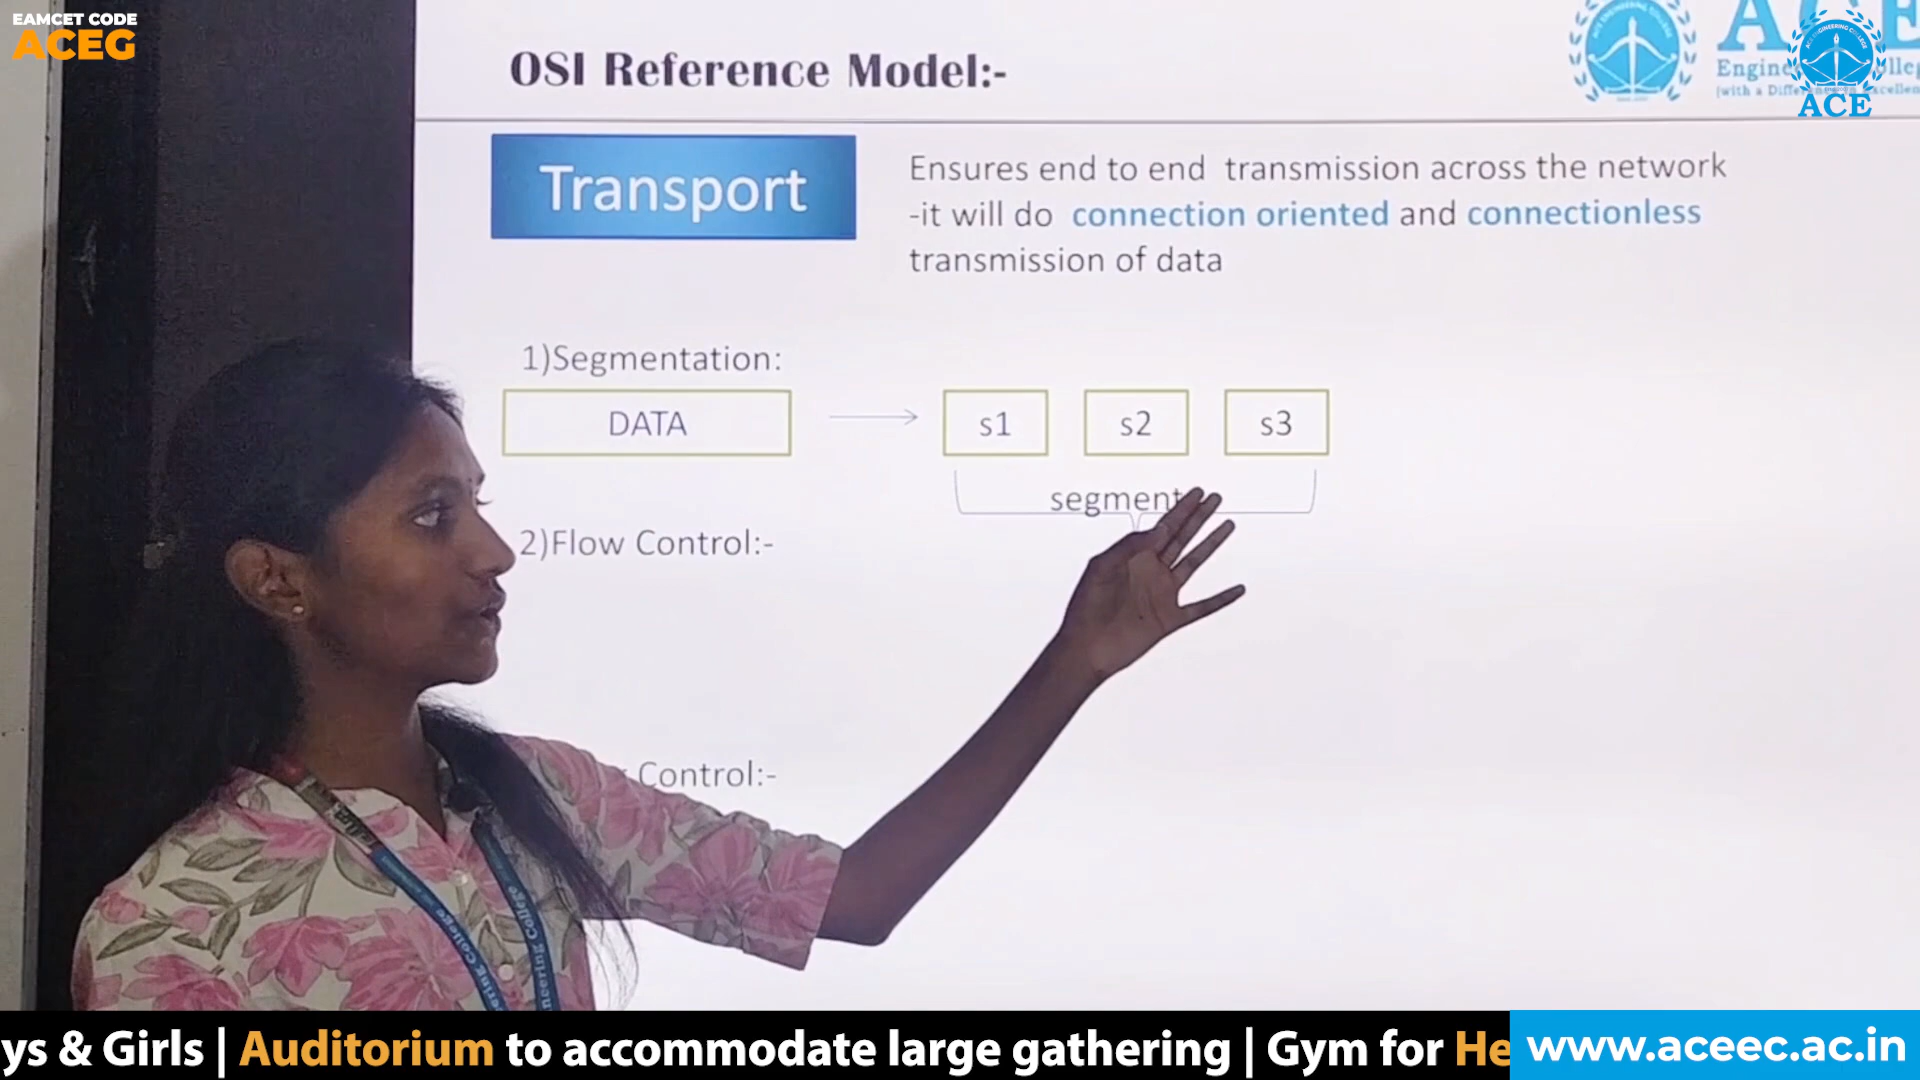 EAMCET CODE
ACEG
OSI Reference Model:-
ACE
ACE
Transport
Ensures end to end transmission across the network
-it will do connection oriented and connectionless
transmission of data
1)Segmentation:
DATA
s1 s2 s3
segment
2)Flow Control:-
Control:-
ys & Girls | Auditorium to accommodate large gathering | Gym for He
www.aceec.ac.in